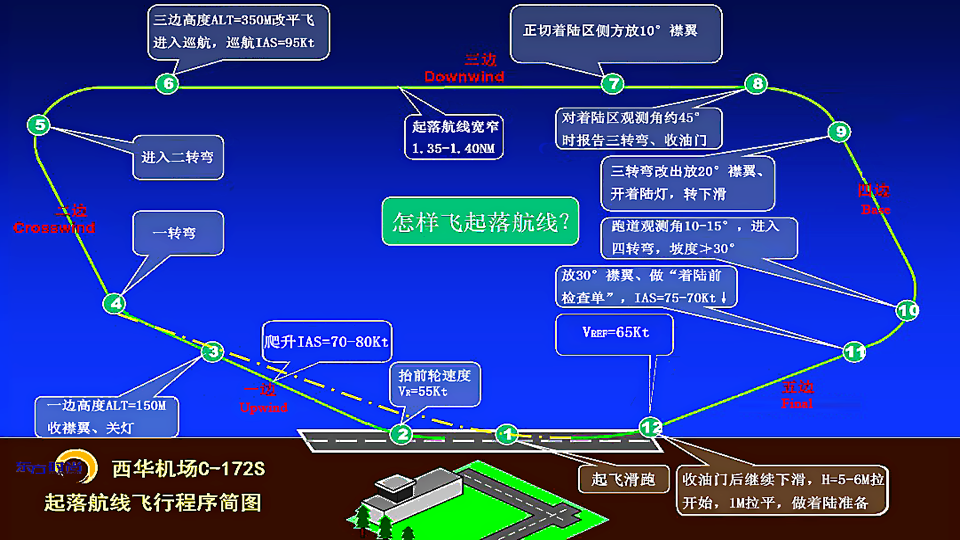 三边高度ALT=350M改平飞
进入巡航，巡航IAS=95Kt
正切着陆区侧方放10°襟翼
三边
Downwind
6
7
8
5
9
进入二转弯
起落航线宽窄
1.35-1.40NM
对着陆区观测角约45°
时报告三转弯、收油门
三转弯改出放20°襟翼、
开着陆灯，转下滑
四边
Base
二边
Crosswind
一转弯
怎样飞起落航线?
跑道观测角10-15°，进入
四转弯，坡度≯30°
放30°襟翼、做“着陆前
检查单”，IAS=75-70Kt↓
4
10
3
爬升IAS=70-80Kt
VREF=65Kt
11
一边
Upwind
抬前轮速度
VR=55Kt
五边
Final
一边高度ALT=150M
收襟翼、关灯
2
1
12
西华机场C-172S
起落航线飞行程序简图
起飞滑跑
收油门后继续下滑，H=5-6M拉
开始，1M拉平，做着陆准备